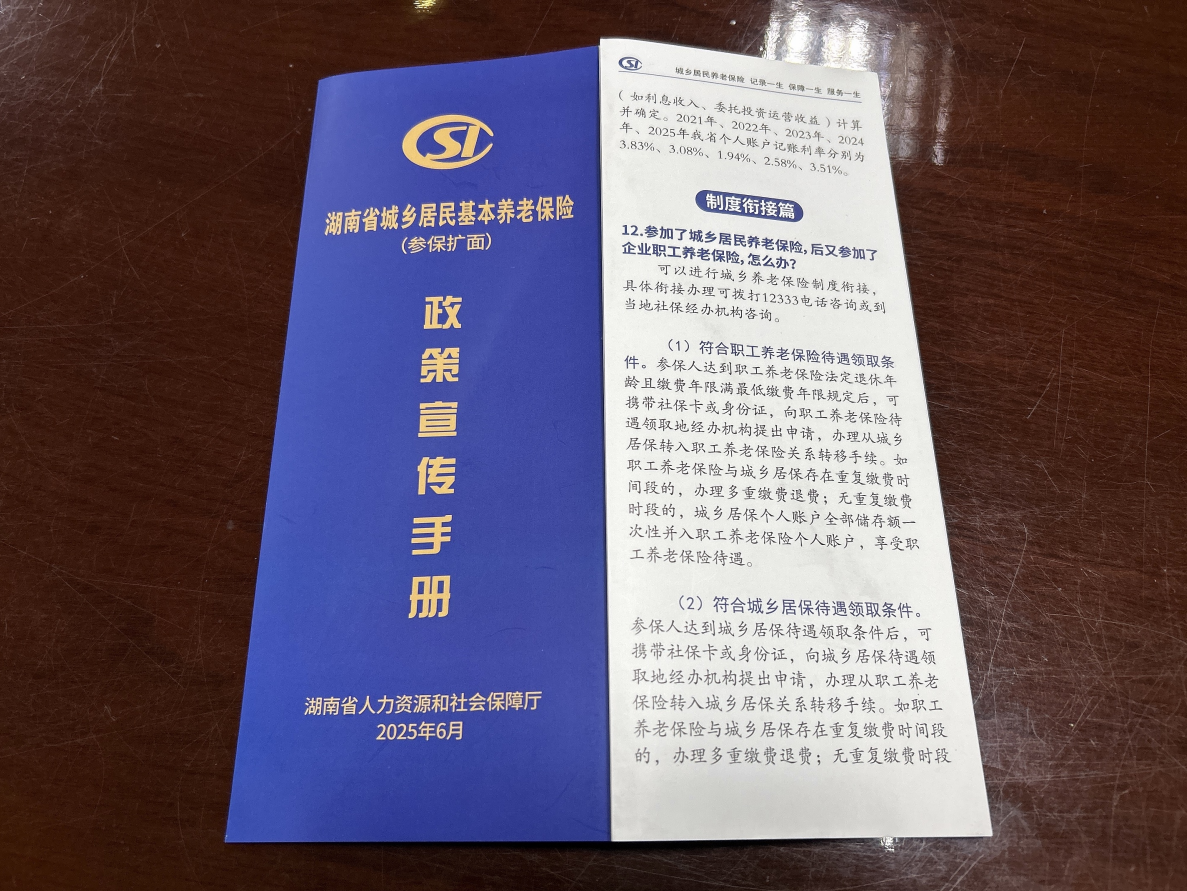 湖南省城乡居民基本养老保险
（参保扩面）
政
策
宣
传
手
册
湖南省人力资源和社会保障厅
2025年6月
城乡居民养老保险 记录一生 保障一生 服务一生
（如利息收入、委托投资运营收益）计算
并确定。2021年、2022年、2023年、2024
年、2025年我省个人账户记账利率分别为
3.83%、3.08%、1.94%、2.58%、3.51%。
制度衔接篇
12.参加了城乡居民养老保险，后又参加了
企业职工养老保险，怎么办？
可以进行城乡养老保险制度衔接，
具体衔接办理可拨打12333电话咨询或到
当地社保经办机构咨询。
（1）符合职工养老保险待遇领取条
件。参保人达到职工养老保险法定退休年
龄且缴费年限满最低缴费年限规定后，可
携带社保卡或身份证，向职工养老保险待
遇领取地经办机构提出申请，办理从城乡
居保转入职工养老保险关系转移手续。如
职工养老保险与城乡居保存在重复缴费时
间段的，办理多重缴费退费；无重复缴费
时段的，城乡居保个人账户全部储存额一
次性并入职工养老保险个人账户，享受职
工养老保险待遇。
（2）符合城乡居保待遇领取条件。
参保人达到城乡居保待遇领取条件后，可
携带社保卡或身份证，向城乡居保待遇领
取地经办机构提出申请，办理从职工养老
保险转入城乡居保关系转移手续。如职工
养老保险与城乡居保存在重复缴费时间段
的，办理多重缴费退费；无重复缴费时段